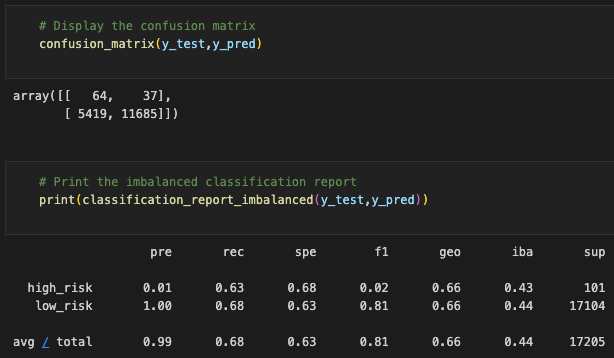 # Display the confusion matrix
confusion_matrix(y_test,y_pred)
array([[   64,    37],
       [ 5419, 11685]])
# Print the imbalanced classification report
print(classification_report_imbalanced(y_test,y_pred))
pre       rec       spe        f1       geo       iba       sup
high_risk       0.01      0.63      0.68      0.02      0.66      0.43       101
low_risk       1.00      0.68      0.63      0.81      0.66      0.44     17104
avg / total       0.99      0.68      0.63      0.81      0.66      0.44     17205